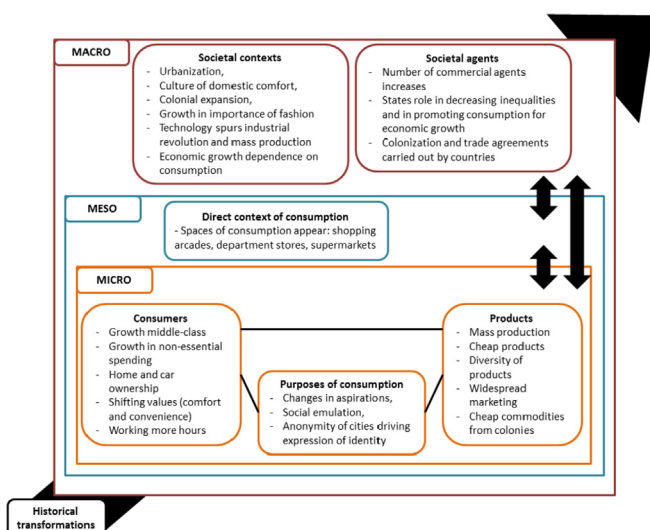 MACRO
Societal contexts
- Urbanization,
- Culture of domestic comfort,
- Colonial expansion,
- Growth in importance of fashion
- Technology spurs industrial
revolution and mass production
- Economic growth dependence on
consumption
Societal agents
- Number of commercial agents
increases
- States role in decreasing inequalities
and in promoting consumption for
economic growth
- Colonization and trade agreements
carried out by countries
MESO
Direct context of consumption
- Spaces of consumption appear: shopping
arcades, department stores, supermarkets
MICRO
Consumers
- Growth middle-class
- Growth in non-essential
spending
- Home and car
ownership
- Shifting values (comfort
and convenience)
- Working more hours
Purposes of consumption
- Changes in aspirations,
- Social emulation,
- Anonymity of cities driving
expression of identity
Products
- Mass production
- Cheap products
- Diversity of
products
- Widespread
marketing
- Cheap commodities
from colonies
Historical
transformations